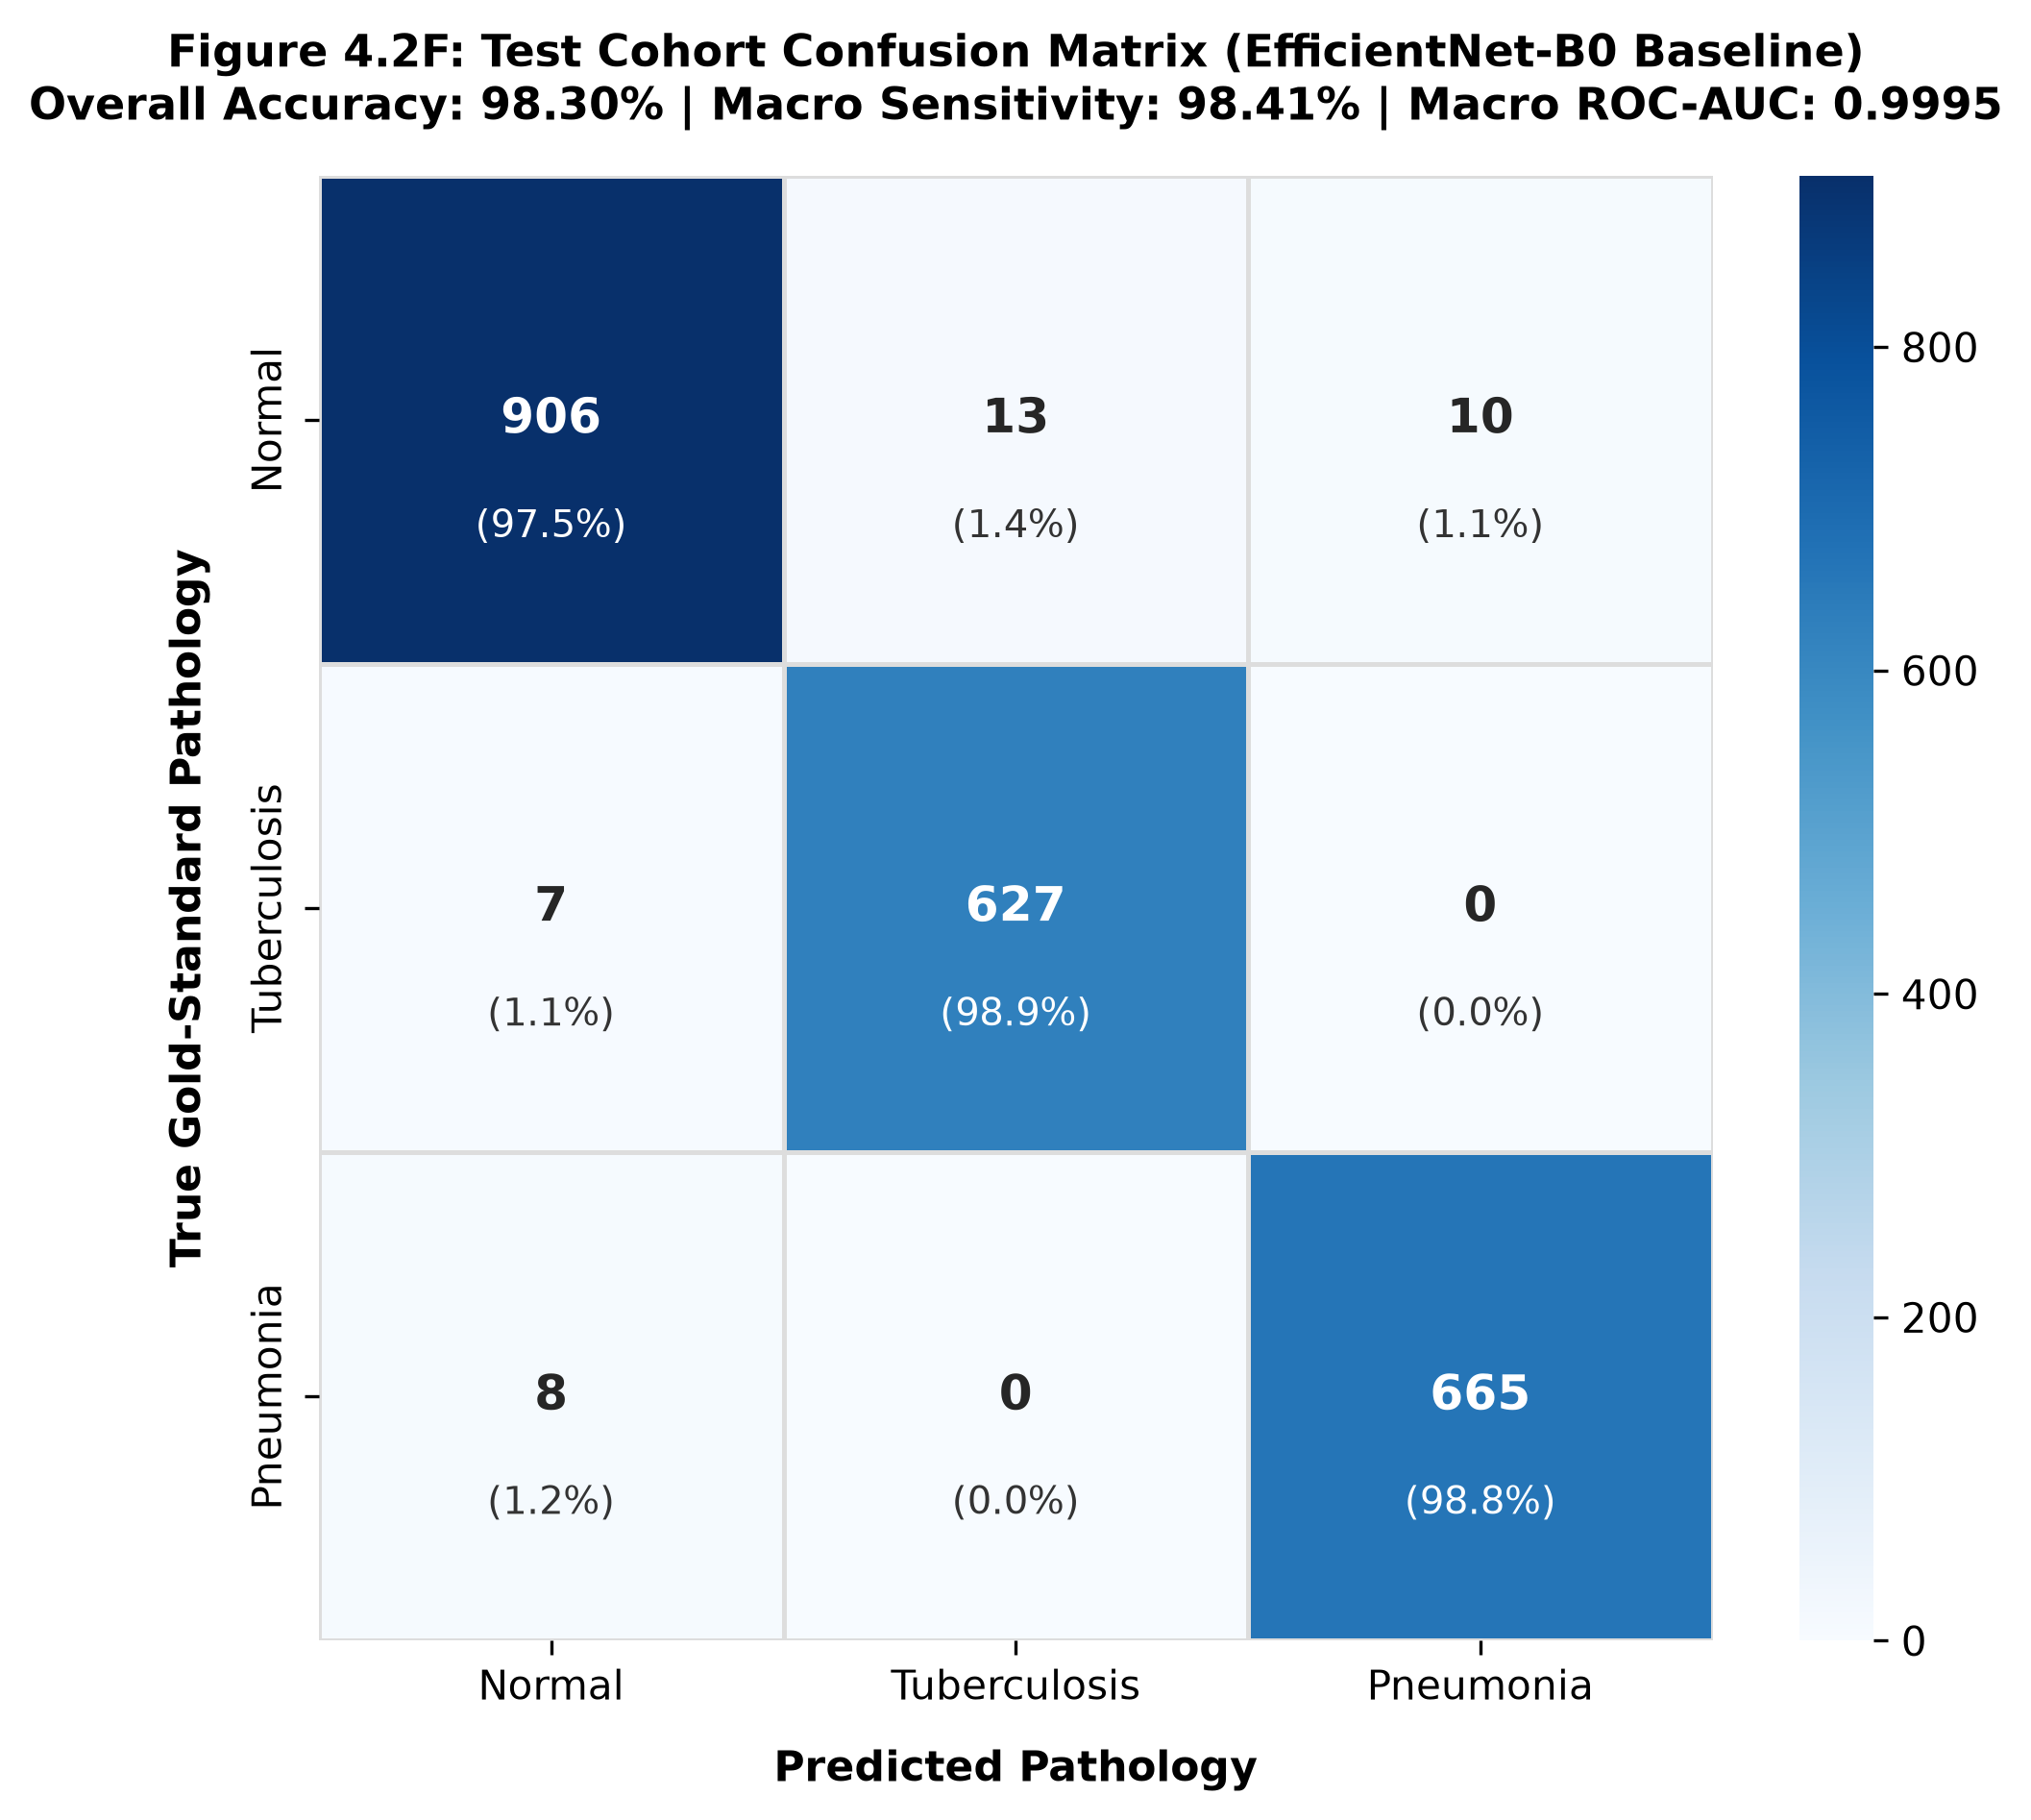 Figure 4.2F: Test Cohort Confusion Matrix (EfficientNet-B0 Baseline)
Overall Accuracy: 98.30% | Macro Sensitivity: 98.41% | Macro ROC-AUC: 0.9995
True Gold-Standard Pathology
Normal
906
13
10
(97.5%)
(1.4%)
(1.1%)
Tuberculosis
7
627
0
(1.1%)
(98.9%)
(0.0%)
Pneumonia
8
0
665
(1.2%)
(0.0%)
(98.8%)
Normal
Tuberculosis
Pneumonia
Predicted Pathology
800
600
400
200
0